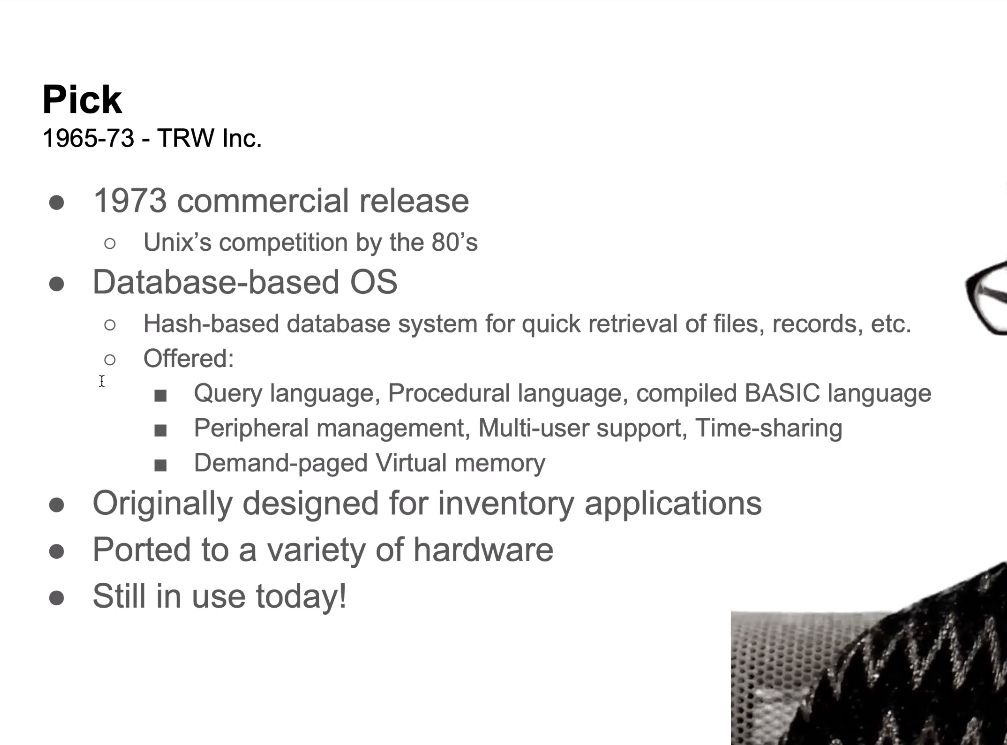 Pick
1965-73 - TRW Inc.
● 1973 commercial release
○ Unix’s competition by the 80’s
● Database-based OS
○ Hash-based database system for quick retrieval of files, records, etc.
○ Offered:
■ Query language, Procedural language, compiled BASIC language
■ Peripheral management, Multi-user support, Time-sharing
■ Demand-paged Virtual memory
● Originally designed for inventory applications
● Ported to a variety of hardware
● Still in use today!